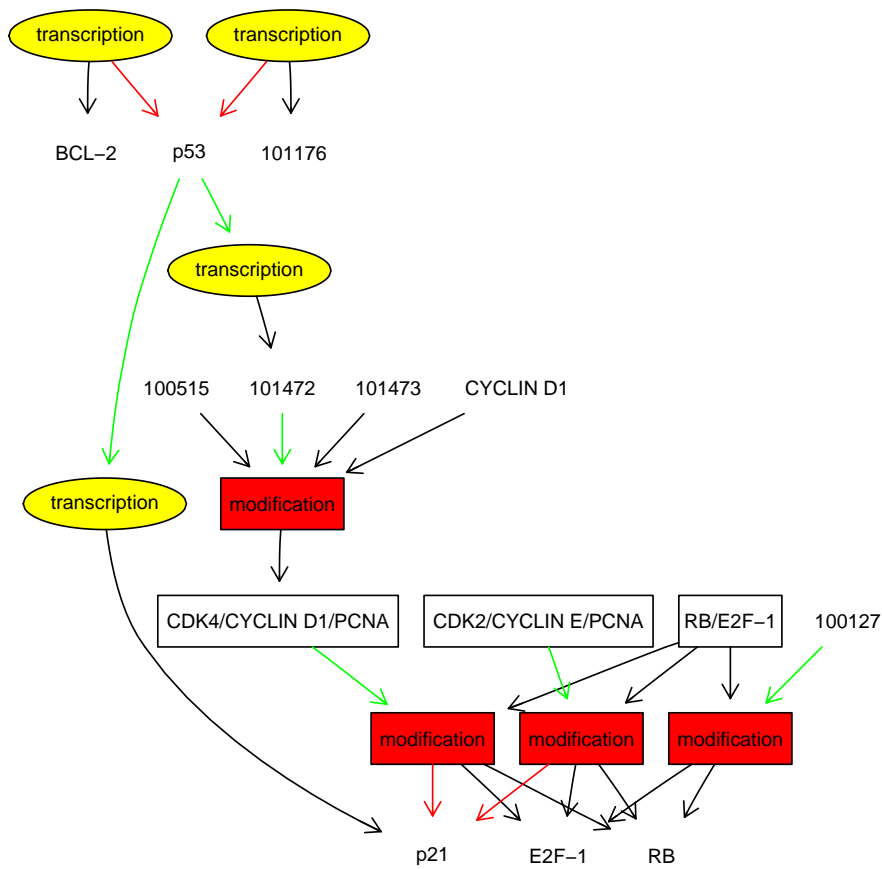 transcription transcription
BCL−2 p53 101176
transcription
100515 101472 101473 CYCLIN D1
transcription modification
CDK4/CYCLIN D1/PCNA CDK2/CYCLIN E/PCNA RB/E2F−1 100127
modification modification modification
p21 E2F−1 RB